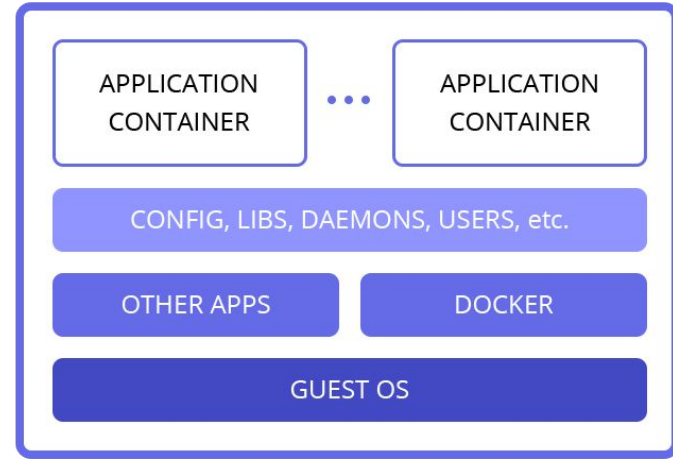 APPLICATION
CONTAINER
•••
APPLICATION
CONTAINER
CONFIG, LIBS, DAEMONS, USERS, etc.
OTHER APPS
DOCKER
GUEST OS